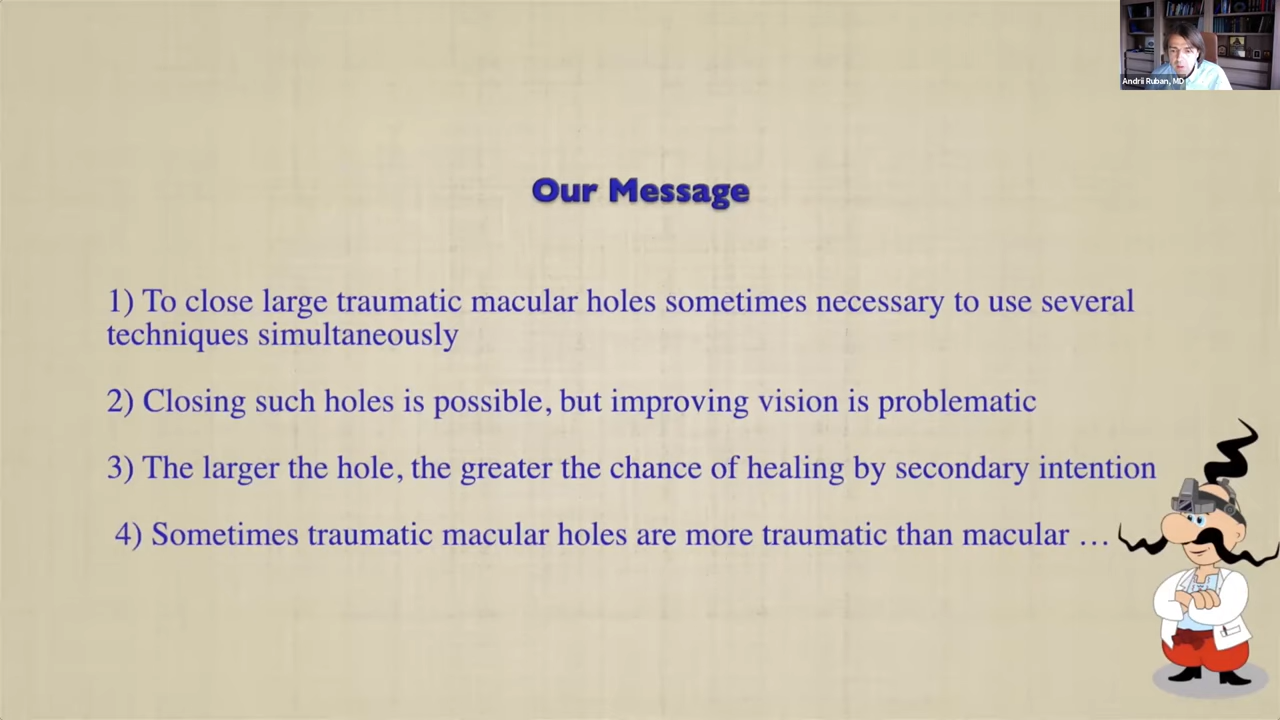 Andrii Ruban, MD
Our Message
1) To close large traumatic macular holes sometimes necessary to use several
techniques simultaneously
2) Closing such holes is possible, but improving vision is problematic
3) The larger the hole, the greater the chance of healing by secondary intention
4) Sometimes traumatic macular holes are more traumatic than macular …